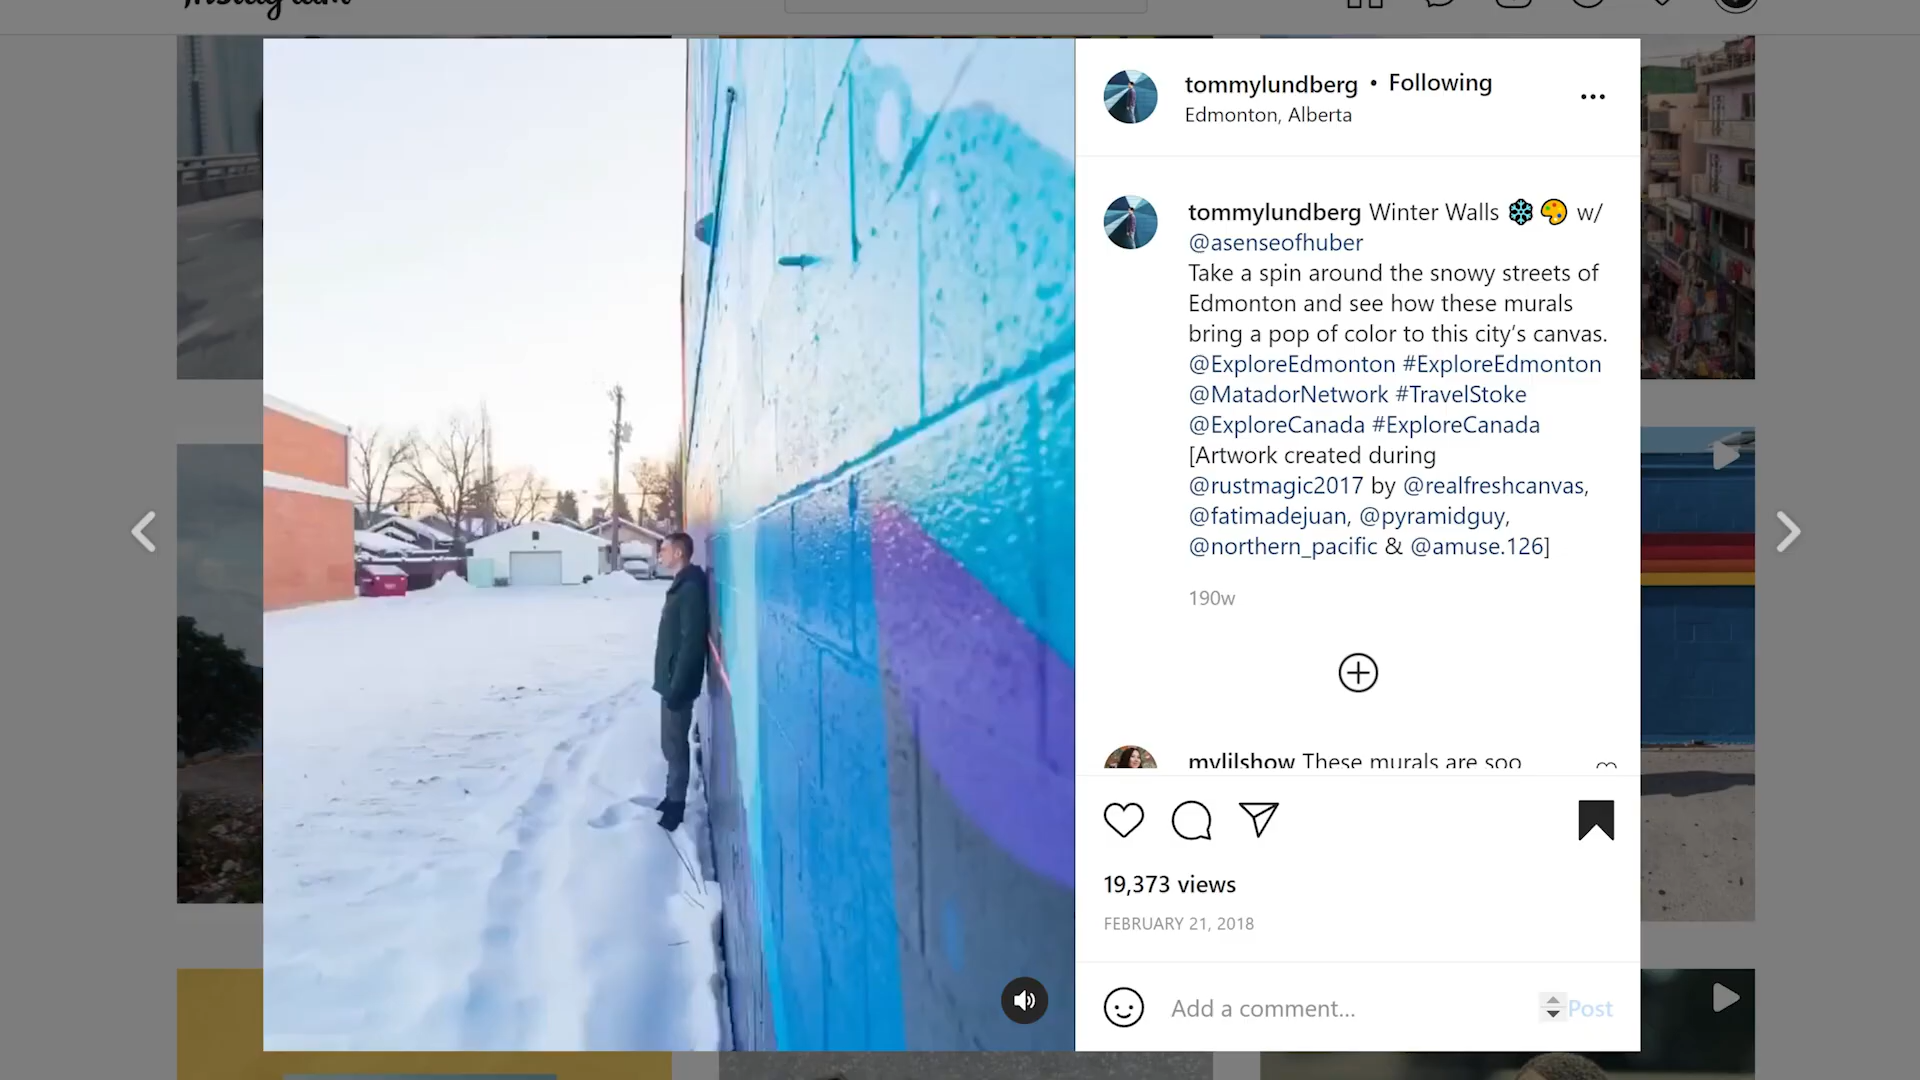 Instagram
tommylundberg • Following
Edmonton, Alberta
tommylundberg Winter Walls ❄️🎨 w/
@asenseofhuber
Take a spin around the snowy streets of
Edmonton and see how these murals
bring a pop of color to this city's canvas.
@ExploreEdmonton #ExploreEdmonton
@MatadorNetwork #TravelStoke
@ExploreCanada #ExploreCanada
[Artwork created during
@rustmagic2017 by @realfreshcanvas,
@fatimadejuan, @pyramidguy,
@northern_pacific & @amuse.126]
190w
mylilshow These murals are soo
19,373 views
FEBRUARY 21, 2018
Add a comment...
Post